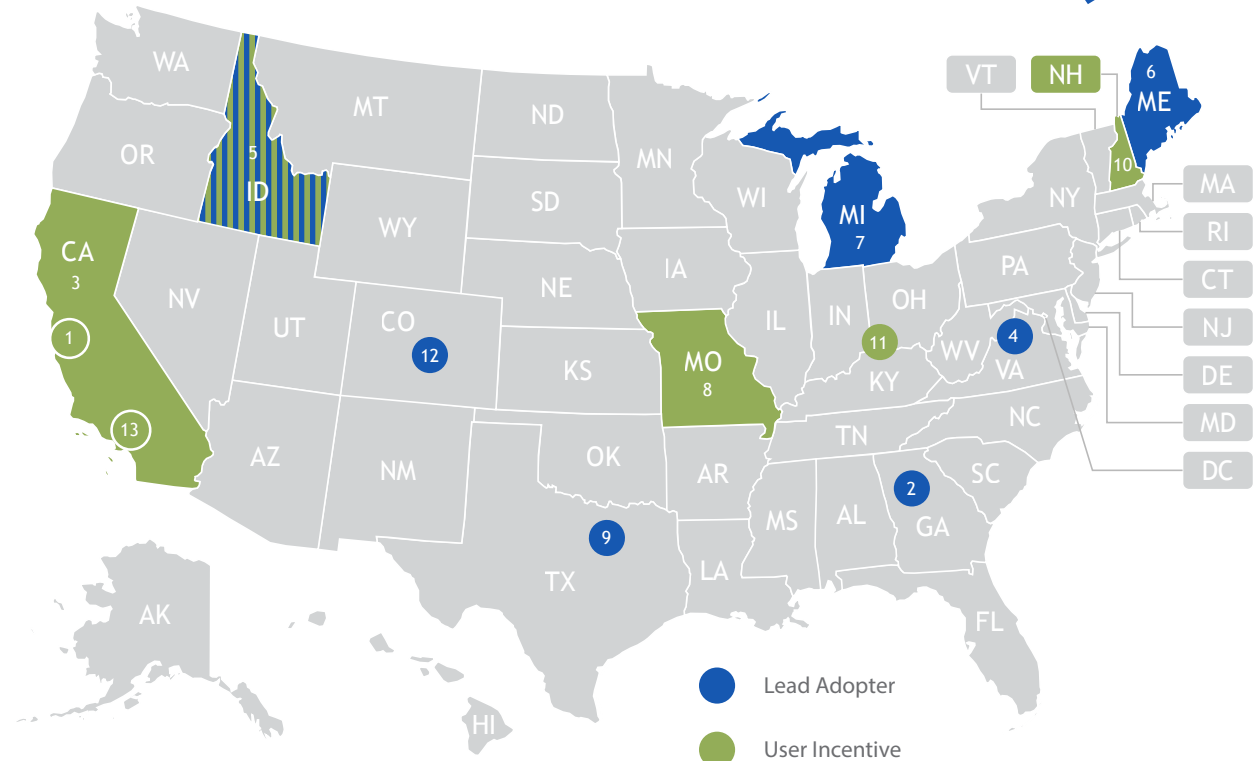 WA
MT
ND
MN
VT
NH
6
ME
OR
5
ID
SD
WI
MI
7
NY
10
MA
WY
RI
CA
3
NV
UT
CO
12
NE
IA
IL
IN
OH
PA
CT
1
11
4
NJ
KS
MO
8
KY
WV
VA
DE
13
AZ
NM
OK
AR
TN
NC
MD
SC
DC
2
9
MS
AL
GA
TX
LA
AK
FL
HI
Lead Adopter
User Incentive